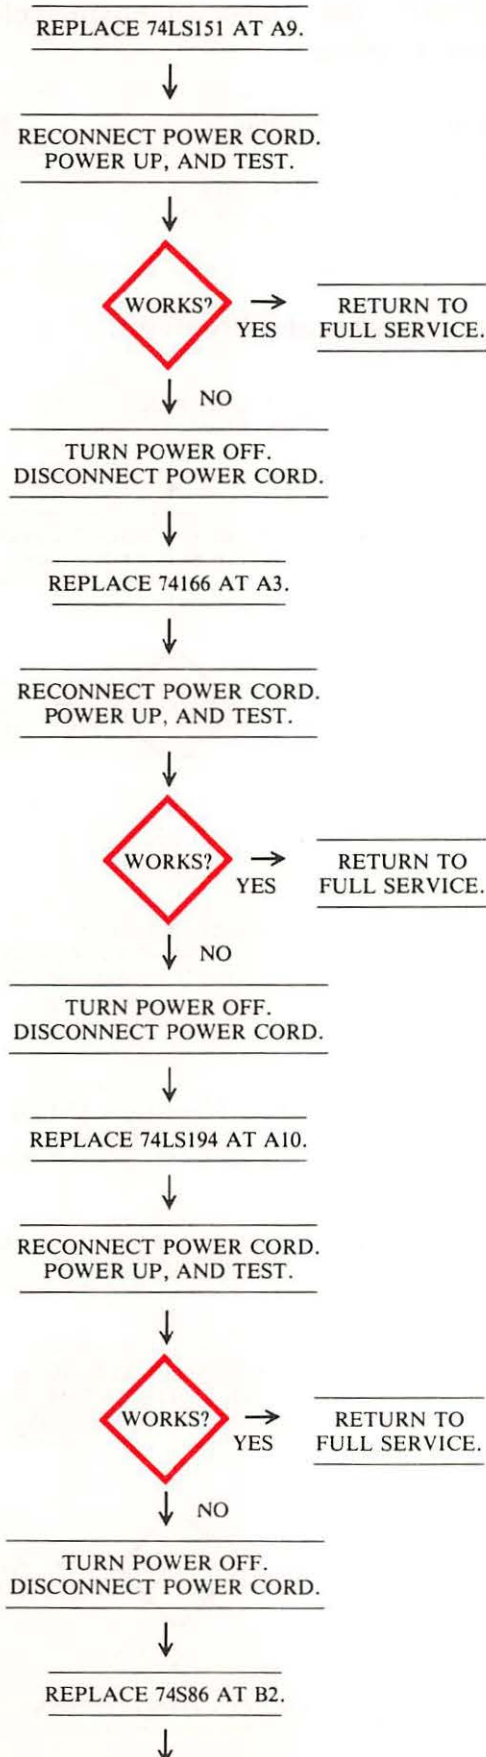 REPLACE 74LS151 AT A9.
RECONNECT POWER CORD.
POWER UP, AND TEST.
WORKS?
YES
RETURN TO
FULL SERVICE.
NO
TURN POWER OFF.
DISCONNECT POWER CORD.
REPLACE 74166 AT A3.
RECONNECT POWER CORD.
POWER UP, AND TEST.
WORKS?
YES
RETURN TO
FULL SERVICE.
NO
TURN POWER OFF.
DISCONNECT POWER CORD.
REPLACE 74LS194 AT A10.
RECONNECT POWER CORD.
POWER UP, AND TEST.
WORKS?
YES
RETURN TO
FULL SERVICE.
NO
TURN POWER OFF.
DISCONNECT POWER CORD.
REPLACE 74S86 AT B2.